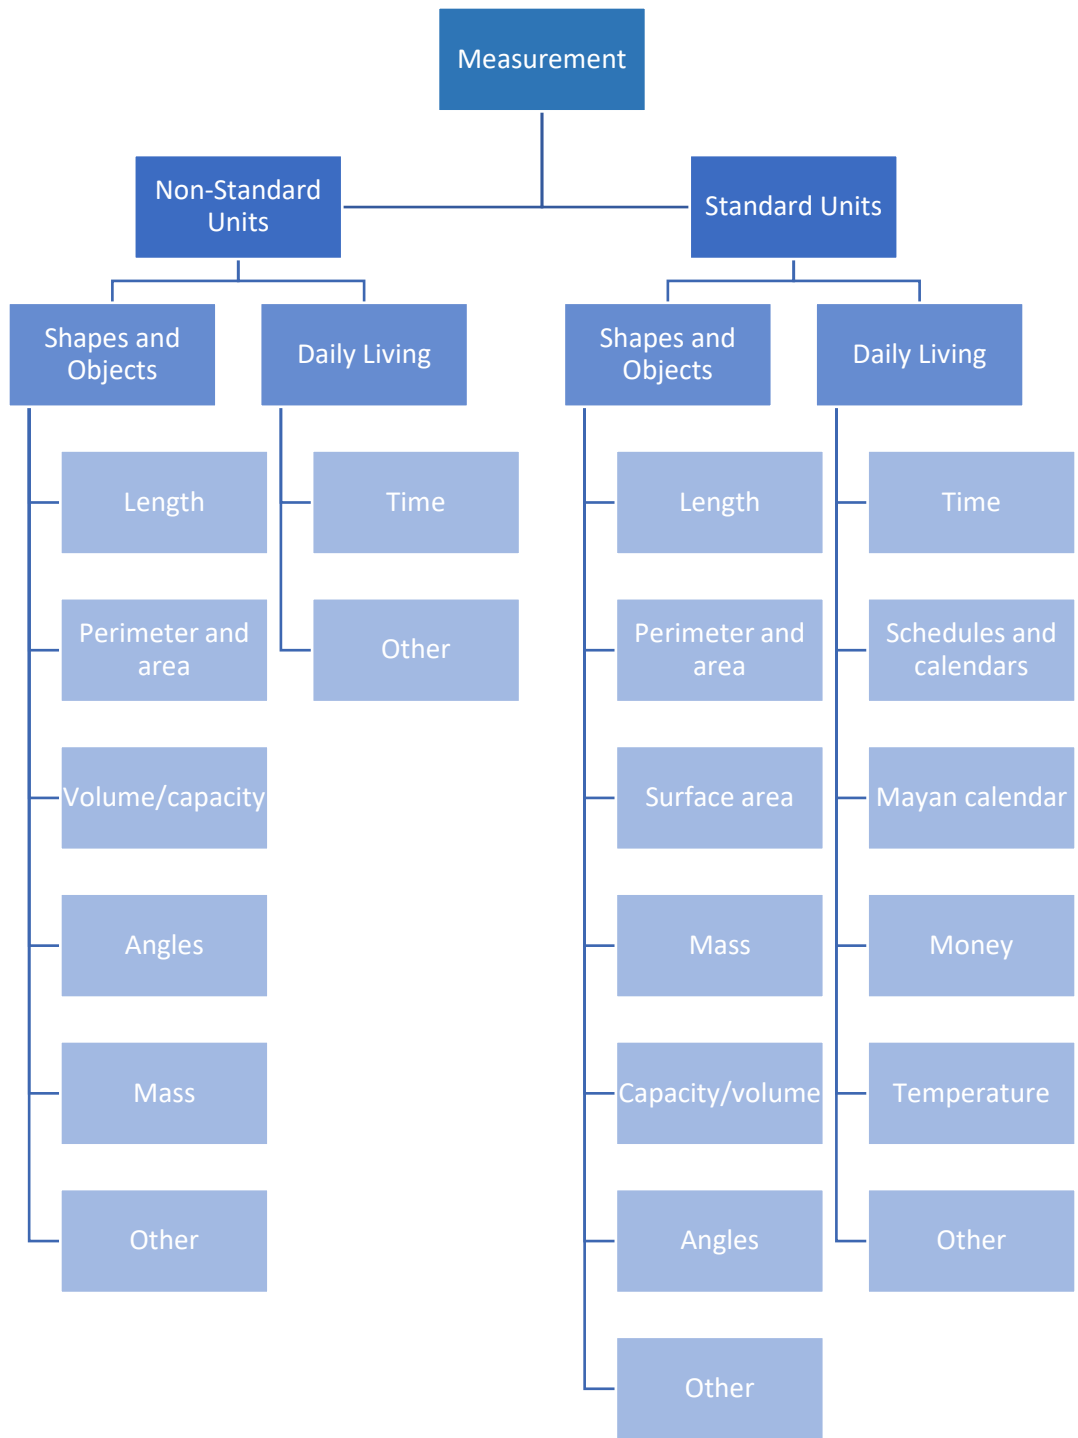 Measurement
Non-Standard
Units
Standard Units
Shapes and
Objects
Daily Living
Shapes and
Objects
Daily Living
Length
Time
Length
Time
Perimeter and
area
Other
Perimeter and
area
Schedules and
calendars
Volume/capacity
Surface area
Mayan calendar
Angles
Mass
Money
Mass
Capacity/volume
Temperature
Other
Angles
Other
Other